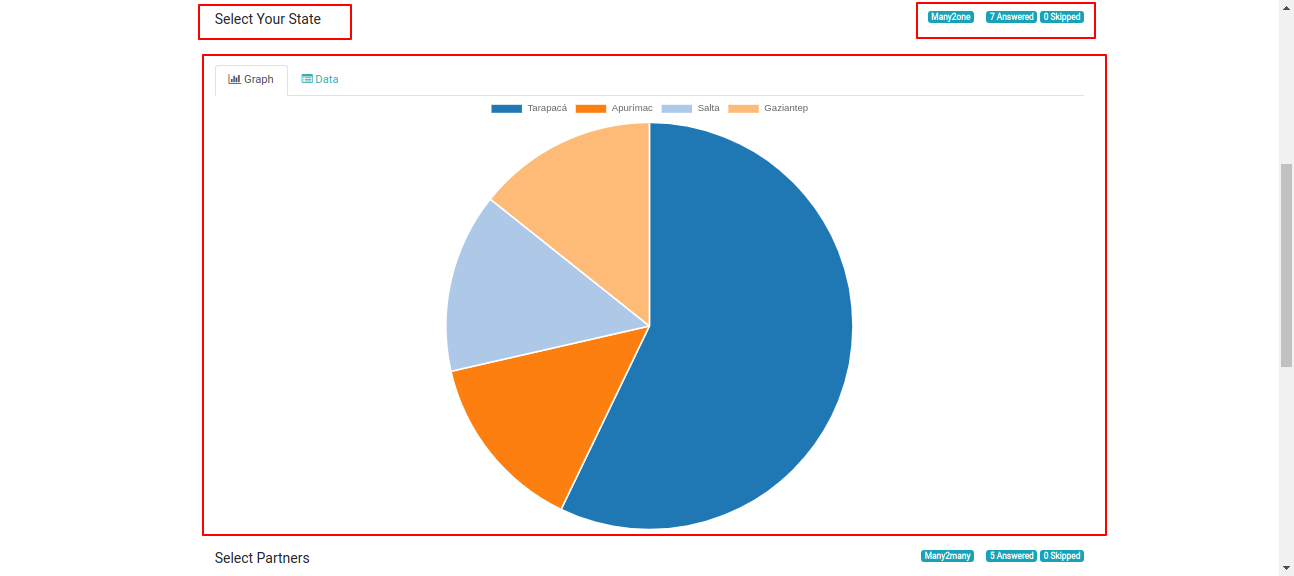 Select Your State Many2one 7 Answered 0 Skipped
Graph Data
Tarapacá Apurímac Salta Gaziantep
Select Partners Many2many 5 Answered 0 Skipped